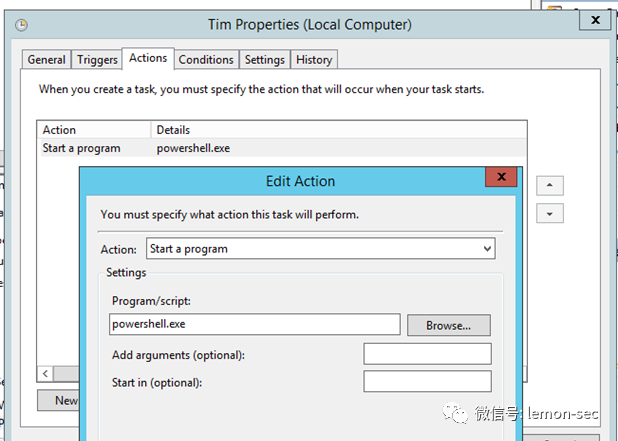 Tim Properties (Local Computer)
x
General Triggers Actions Conditions Settings History
When you create a task, you must specify the action that will occur when your task starts.
Action Details
Start a program powershell.exe
Edit Action
x
You must specify what action this task will perform.
Action: Start a program
Settings
Program/script:
powershell.exe Browse...
Add arguments (optional):
Start in (optional):
New
微信号: lemon-sec